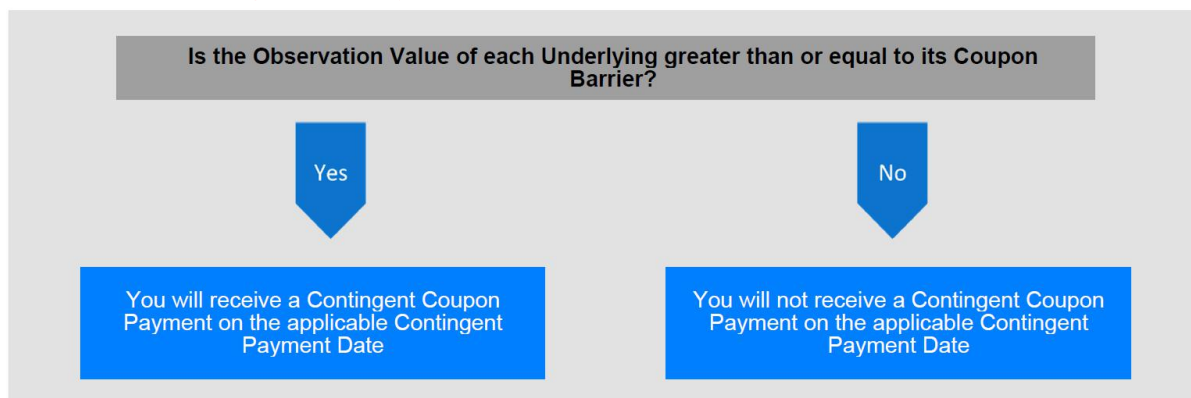 Is the Observation Value of each Underlying greater than or equal to its Coupon
Barrier?
Yes
No
You will receive a Contingent Coupon
Payment on the applicable Contingent
Payment Date
You will not receive a Contingent Coupon
Payment on the applicable Contingent
Payment Date